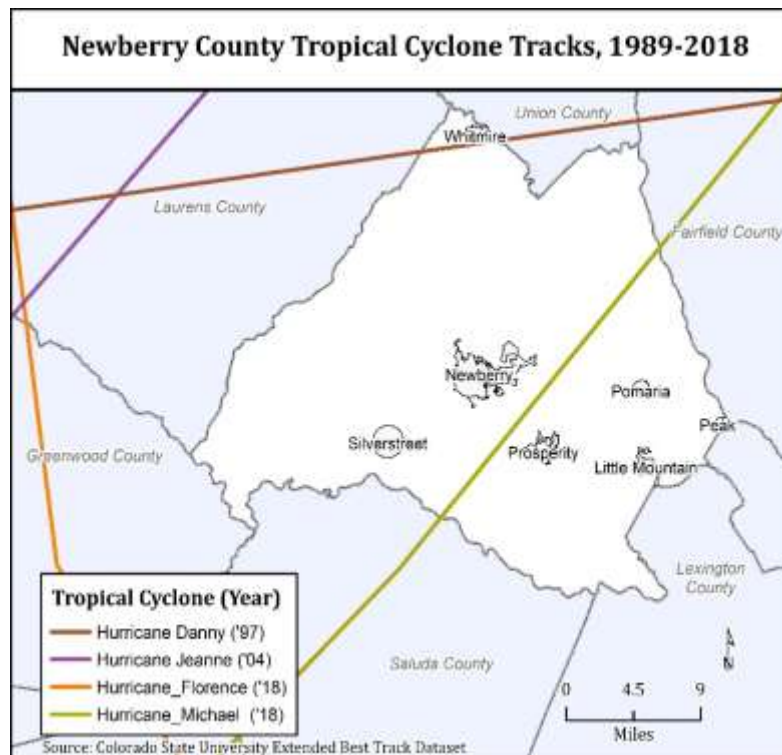 Newberry County Tropical Cyclone Tracks, 1989-2018
Union County
Whitmire
Laurens County
Fairfield County
Newberry
Pomaria
Peak
Silverstreet
Prosperity
Greenwood County
Little Mountain
Lexington
County
Tropical Cyclone (Year)
Hurricane Danny ('97)
Hurricane Jeanne ('04)
Hurricane_Florence ('18)
Hurricane_Michael ('18)
Saluda County
N
0 4.5 9
Miles
Source: Colorado State University Extended Best Track Dataset